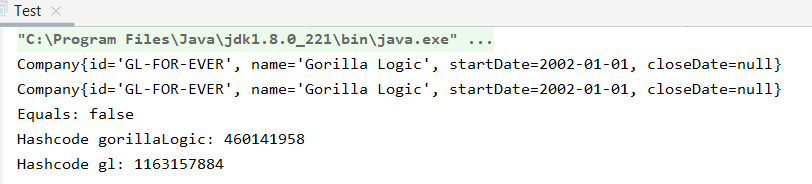 Test
"C:\Program Files\Java\jdk1.8.0_221\bin\java.exe" ...
Company{id='GL-FOR-EVER', name='Gorilla Logic', startDate=2002-01-01, closeDate=null}
Company{id='GL-FOR-EVER', name='Gorilla Logic', startDate=2002-01-01, closeDate=null}
Equals: false
Hashcode gorillaLogic: 460141958
Hashcode gl: 1163157884